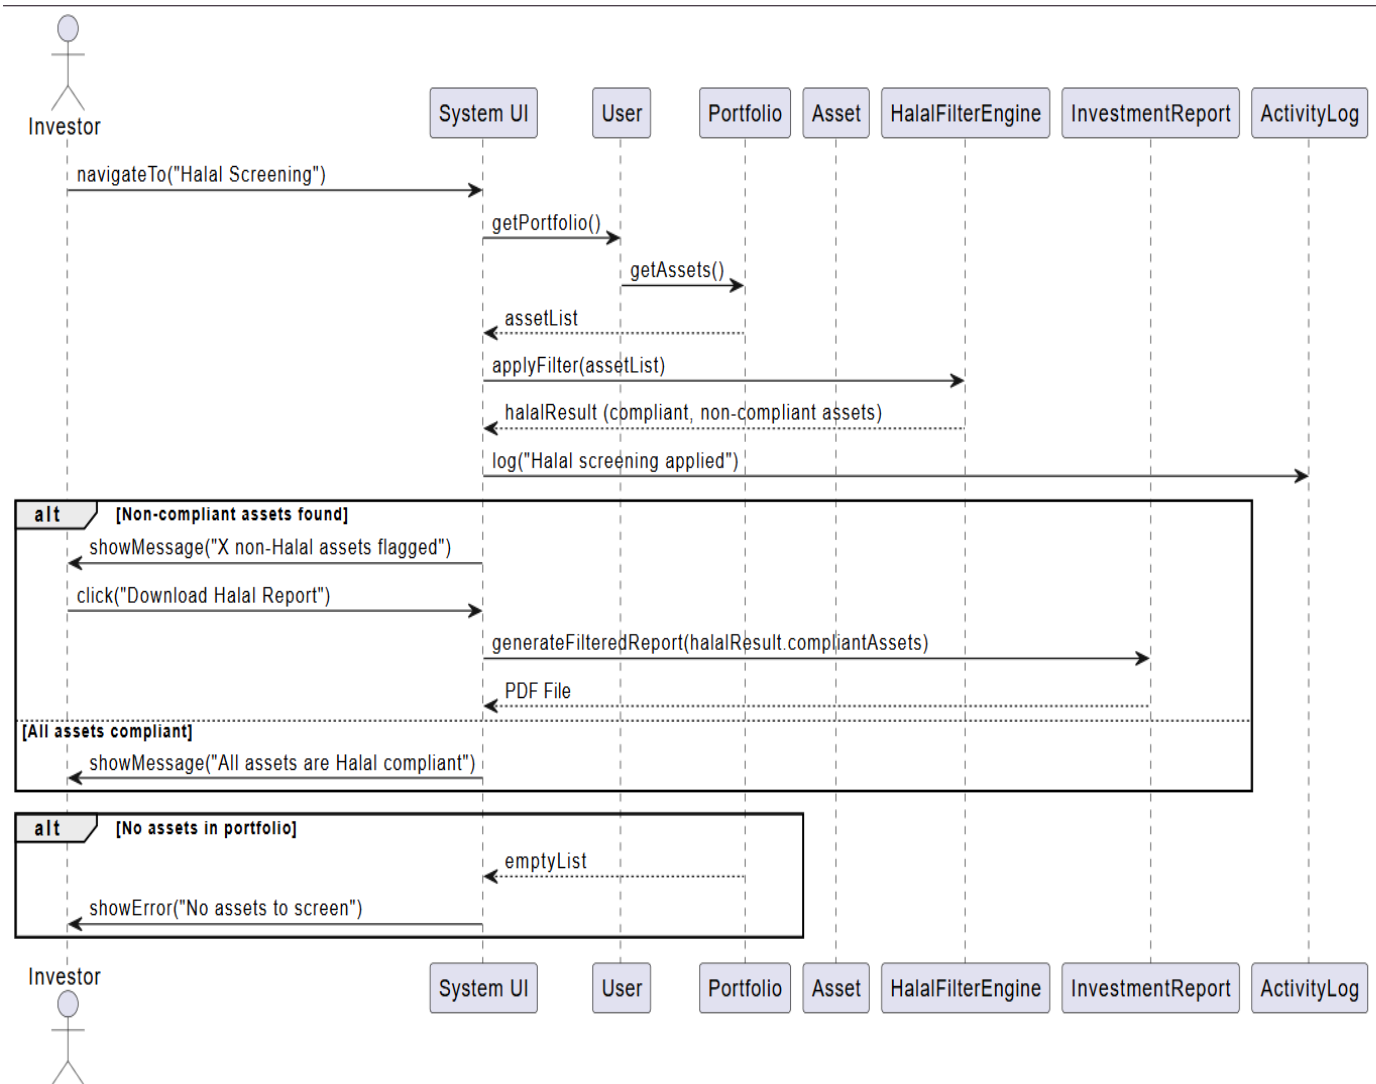 Investor
System UI
User
Portfolio
Asset
HalalFilterEngine
InvestmentReport
ActivityLog
navigateTo("Halal Screening")
getPortfolio()
getAssets()
assetList
applyFilter(assetList)
halalResult (compliant, non-compliant assets)
log("Halal screening applied")
alt [Non-compliant assets found]
showMessage("X non-Halal assets flagged")
click("Download Halal Report")
generateFilteredReport(halalResult.compliantAssets)
PDF File
[All assets compliant]
showMessage("All assets are Halal compliant")
alt [No assets in portfolio]
emptyList
showError("No assets to screen")
Investor
System UI
User
Portfolio
Asset
HalalFilterEngine
InvestmentReport
ActivityLog